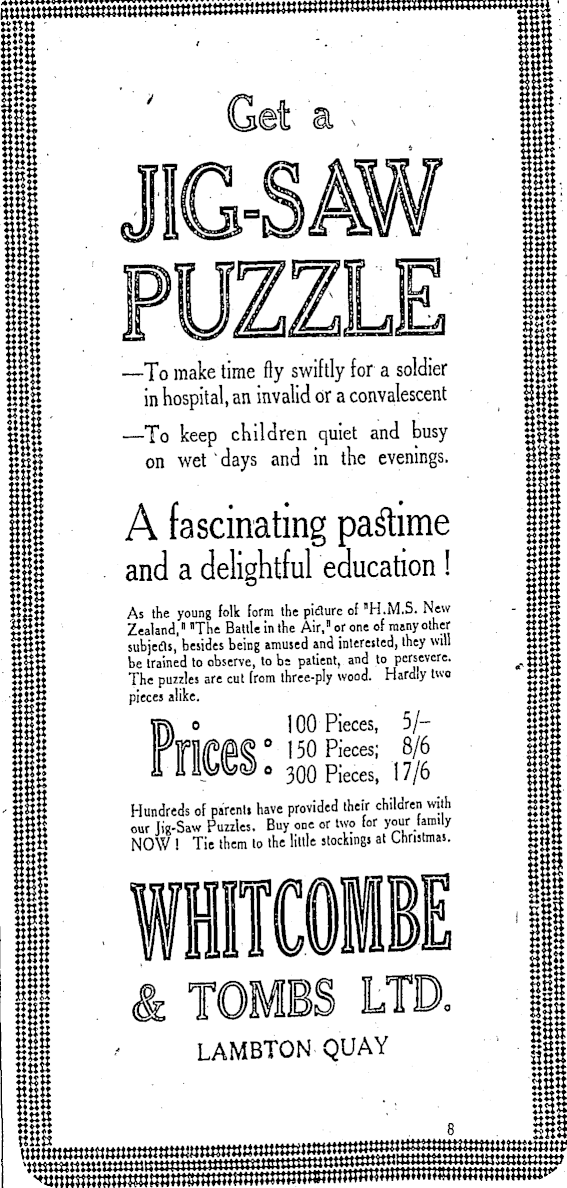 Get a
JIG-SAW
PUZZLE
—To make time fly swiftly for a soldier
in hospital, an invalid or a convalescent
—To keep children quiet and busy
on wet days and in the evenings.
A fascinating pastime
and a delightful education !
As the young folk form the picture of "H.M.S. New
Zealand," "The Battle in the Air," or one of many other
subjects, besides being amused and interested, they will
be trained to observe, to be patient, and to persevere.
The puzzles are cut from three-ply wood. Hardly two
pieces alike.
Prices:
100 Pieces, 5/-
150 Pieces; 8/6
300 Pieces, 17/6
Hundreds of parents have provided their children with
our Jig-Saw Puzzles. Buy one or two for your family
NOW ! Tie them to the little stockings at Christmas.
WHITCOMBE
& TOMBS LTD.
LAMBTON QUAY
8